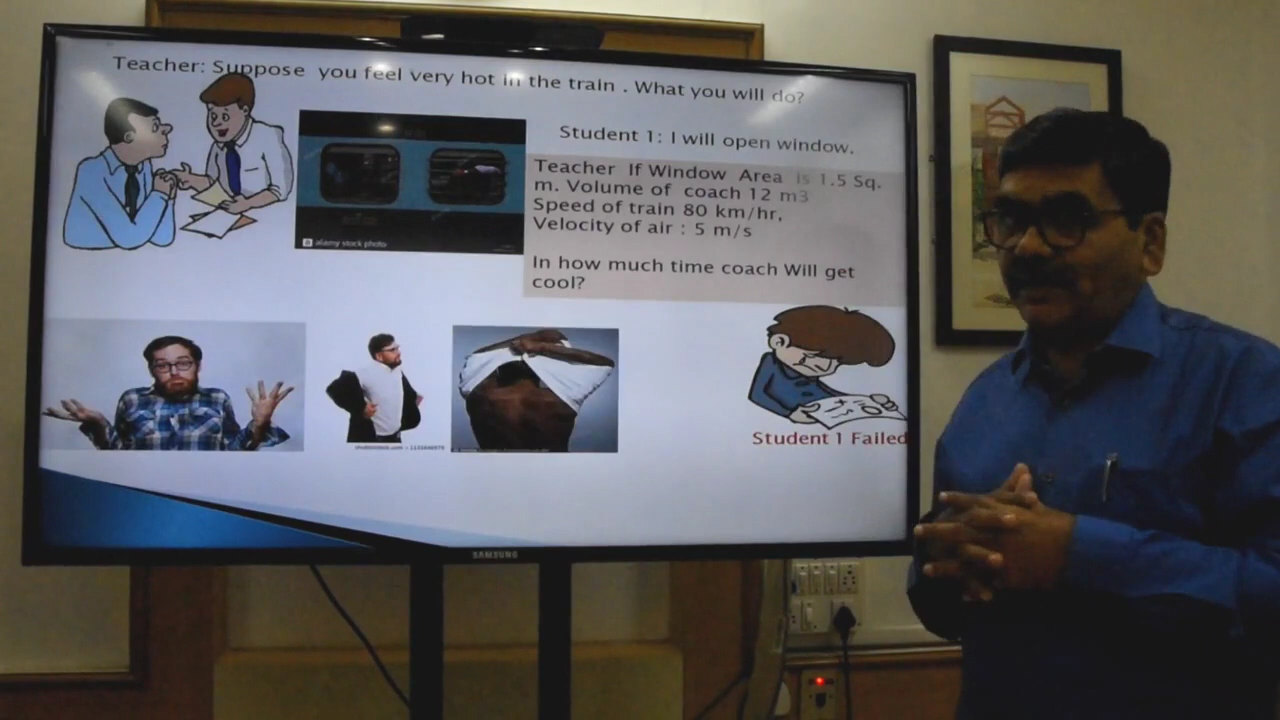 Teacher: Suppose you feel very hot in the train . What you will do?
Student 1: I will open window.
Teacher If Window Area is 1.5 Sq.
m. Volume of coach 12 m3
Speed of train 80 km/hr,
Velocity of air : 5 m/s
In how much time coach Will get
cool?
a alamy stock photo
Student 1 Failed
SAMSUNG